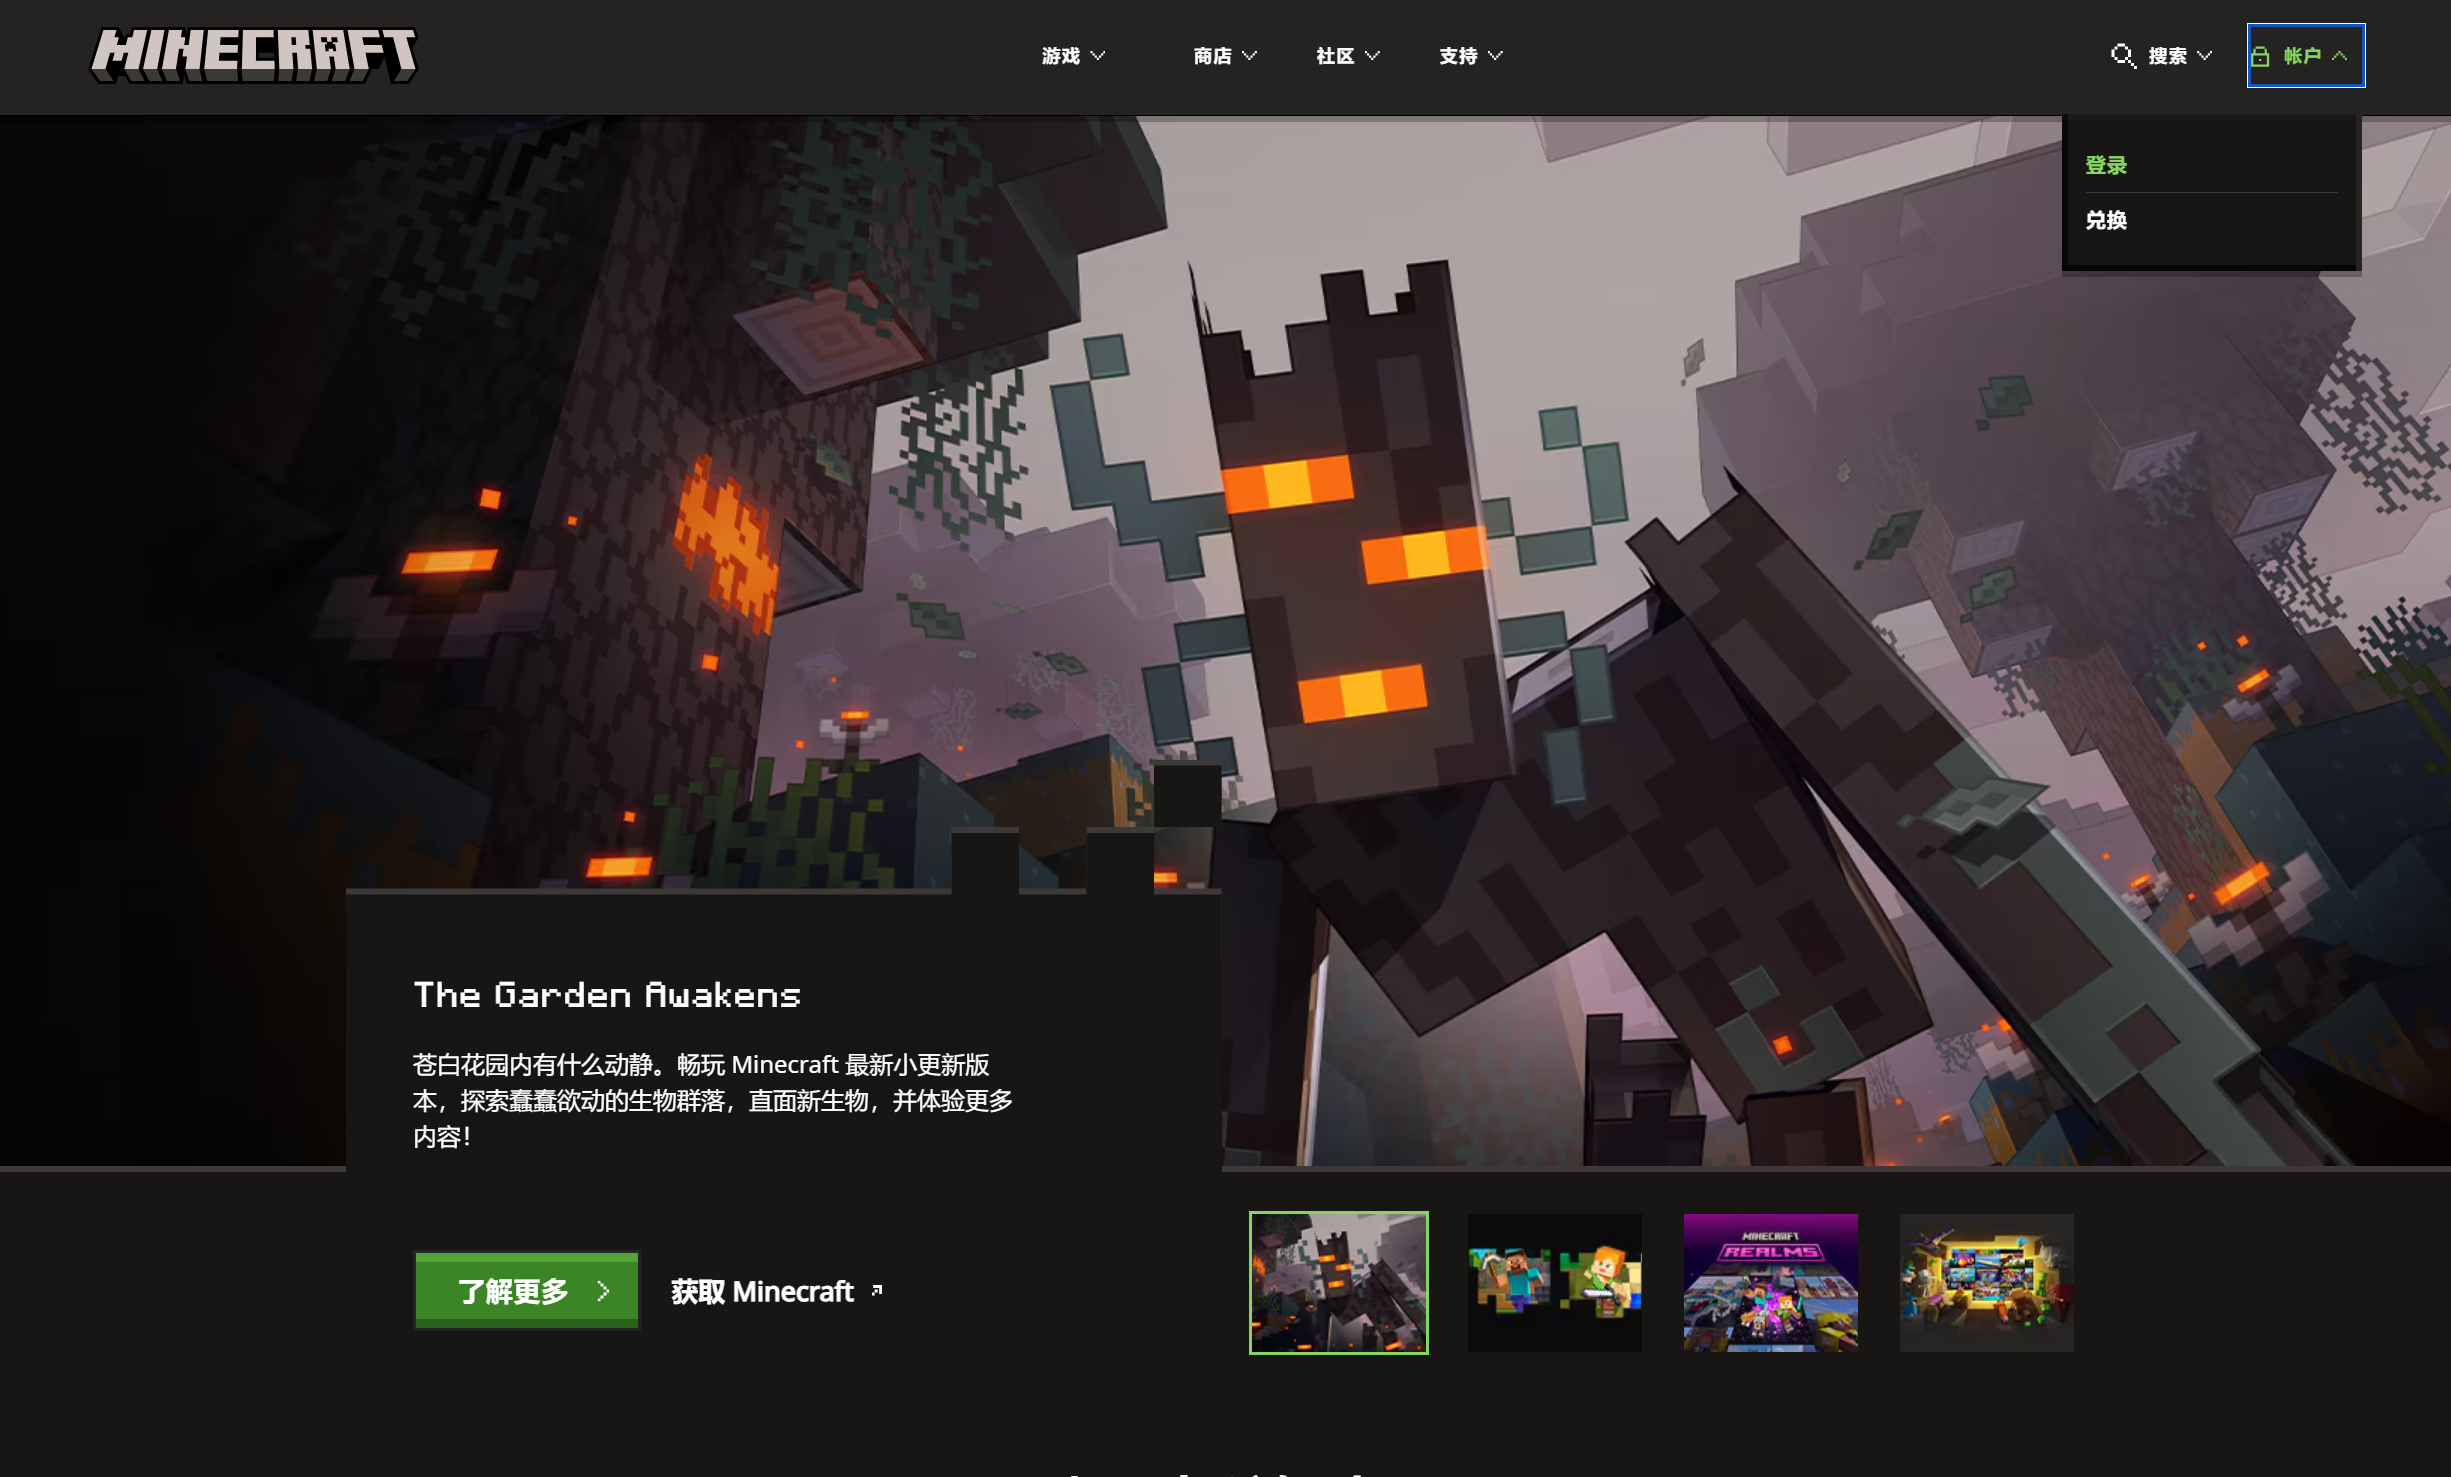 MINECRAFT
游戏
商店
社区
支持
搜索
帐户
登录
兑换
The Garden Awakens
苍白花园内有什么动静。畅玩 Minecraft 最新小更新版
本，探索蠢蠢欲动的生物群落，直面新生物，并体验更多
内容！
了解更多
获取 Minecraft
MINECRAFT
REALMS